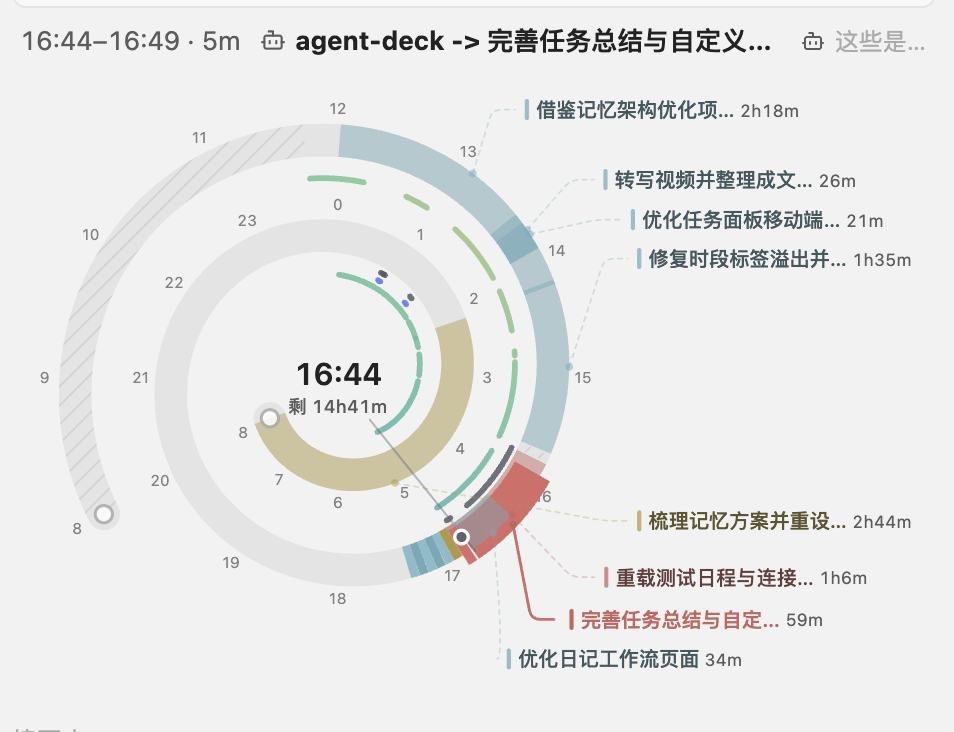 16:44–16:49 · 5m agent-deck -> 完善任务总结与自定义... 这些是...
12
11
13
借鉴记忆架构优化项... 2h18m
转写视频并整理成文... 26m
0
23
1
10
优化任务面板移动端... 21m
14
修复时段标签溢出并... 1h35m
22
2
16:44
9
21
3
15
剩 14h41m
8
4
20
7
5
6
16
8
梳理记忆方案并重设... 2h44m
19
17
重载测试日程与连接... 1h6m
18
完善任务总结与自定... 59m
优化日记工作流页面 34m